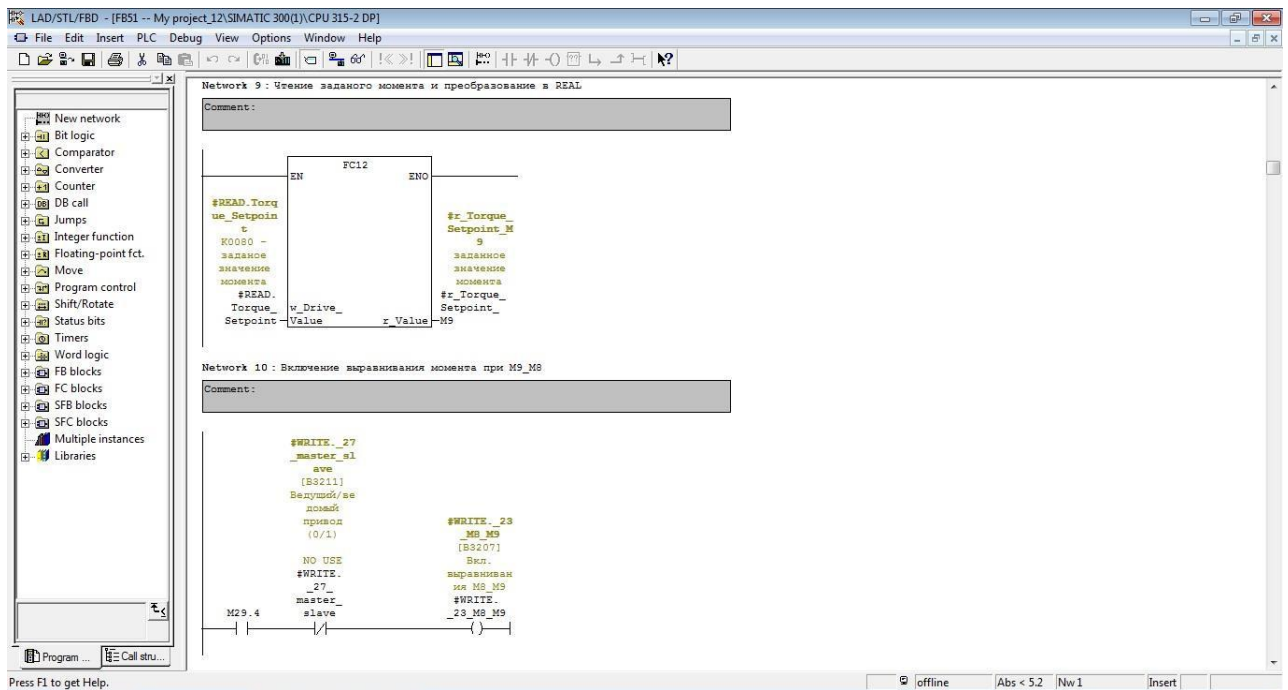 LAD/STL/FBD - [FB51 -- My project_12\SIMATIC 300(1)\CPU 315-2 DP]
File Edit Insert PLC Debug View Options Window Help
New network
Bit logic
Comparator
Converter
Counter
DB call
Jumps
Integer function
Floating-point fct.
Move
Program control
Shift/Rotate
Status bits
Timers
Word logic
FB blocks
FC blocks
SFB blocks
SFC blocks
Multiple instances
Libraries
Program ...
Call stru...
Network 9 : Чтение заданого момента и преобразование в REAL
Comment:
FC12
EN ENO
#READ.Torq
ue_Setpoin
t
K0080 -
заданое
значение
момента
#READ.
Torque_
Setpoint
w_Drive_
Value
r_Value
#r_Torque_
Setpoint_M
9
заданное
значение
момента
#r_Torque_
Setpoint_
M9
Network 10 : Включение выравнивания момента при M9_M8
Comment:
M29.4
#WRITE._27
_master_sl
ave
[B3211]
Ведущий/ве
домый
привод
(0/1)
NO USE
#WRITE.
_27_
master_
slave
#WRITE._23
_M8_M9
[B3207]
Вкл.
выравниван
ия M8_M9
#WRITE.
_23_M8_M9
Press F1 to get Help.
offline
Abs < 5.2
Nw 1
Insert